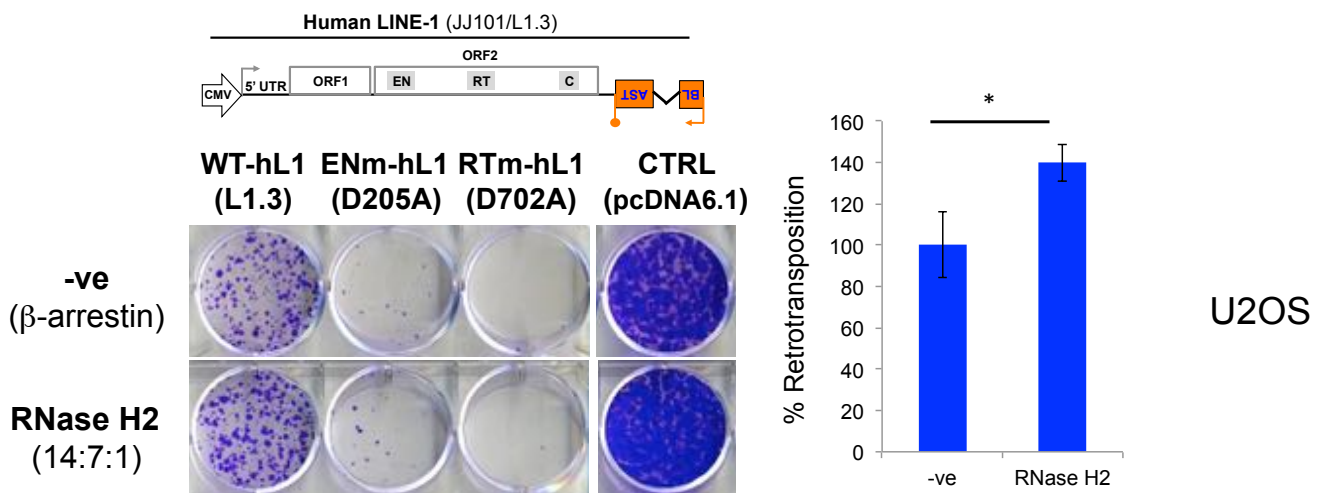 Human LINE-1 (JJ101/L1.3)
ORF2
CMV
5' UTR
ORF1
EN
RT
C
AST
BL
WT-hL1 ENm-hL1 RTm-hL1 CTRL
(L1.3) (D205A) (D702A) (pcDNA6.1)
-ve
(β-arrestin)
RNase H2
(14:7:1)
% Retrotransposition
160
140
120
100
80
60
40
20
0
*
-ve RNase H2
U2OS